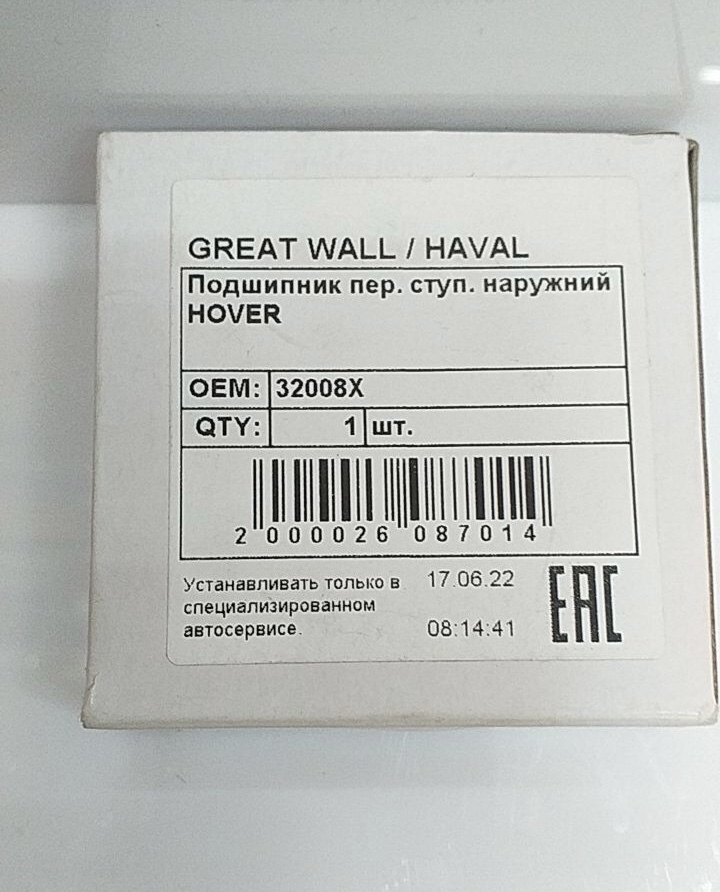 GREAT WALL / HAVAL
Подшипник пер. ступ. наружний
HOVER
OEM: 32008X
QTY: 1 шт.
2 000026 087014
Устанавливать только в 17.06.22
специализированном
автосервисе. 08:14:41
EAC